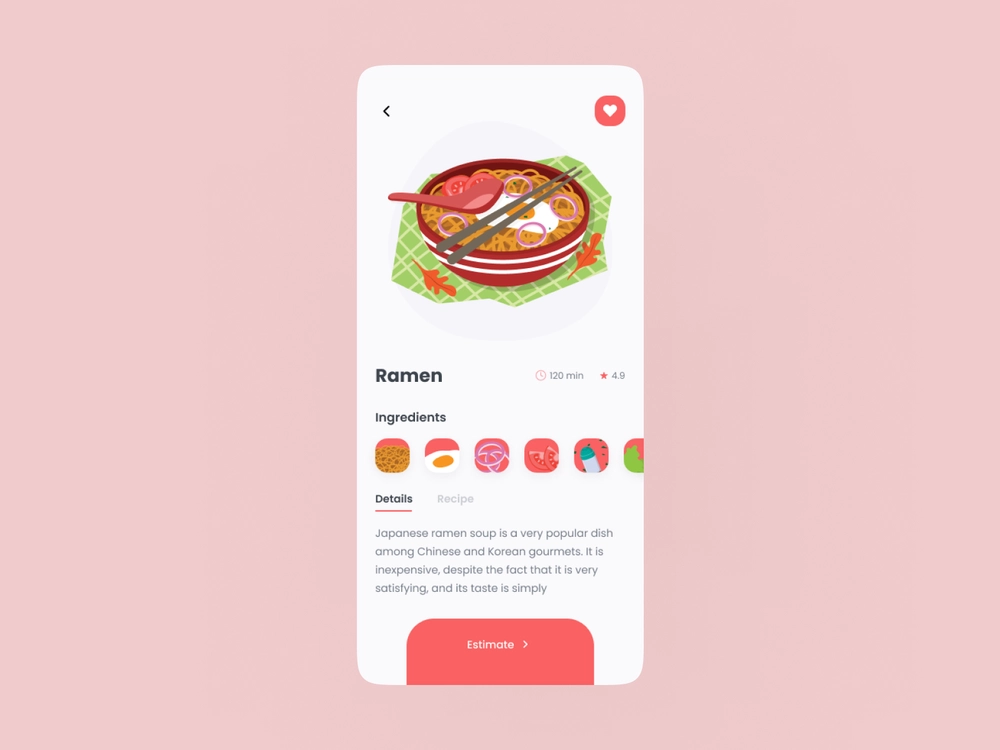 Ramen
120 min
4.9
Ingredients
Details
Recipe
Japanese ramen soup is a very popular dish
among Chinese and Korean gourmets. It is
inexpensive, despite the fact that it is very
satisfying, and its taste is simply
Estimate